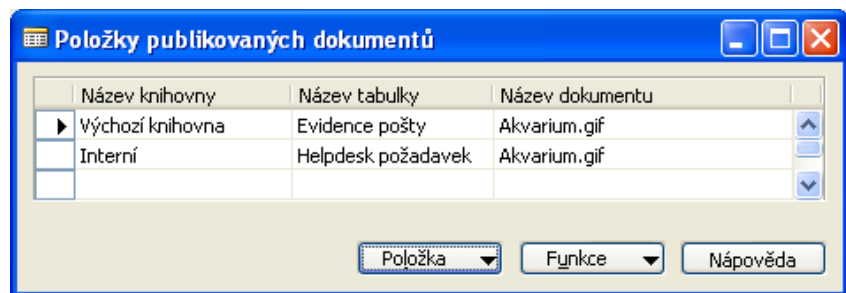 Položky publikovaných dokumentů
Název knihovny Název tabulky Název dokumentu
Výchozí knihovna Evidence pošty Akvarium.gif
Interní Helpdesk požadavek Akvarium.gif
Položka Funkce Nápověda